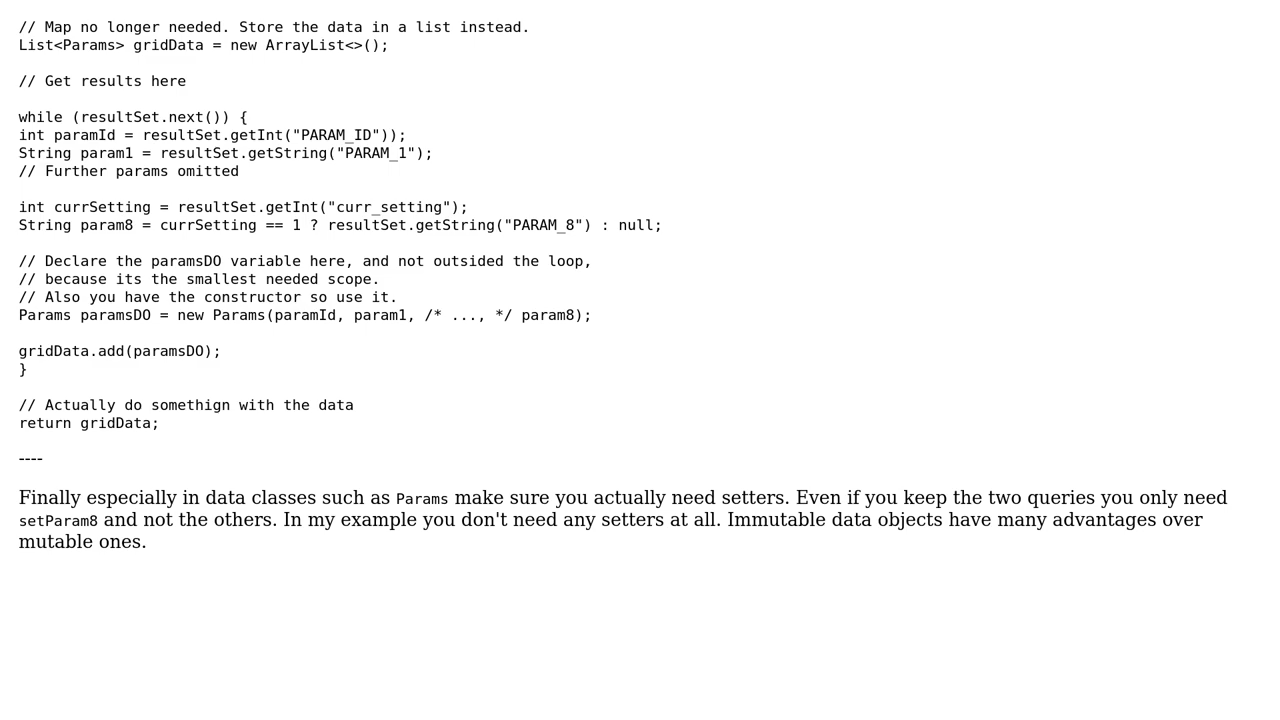 // Map no longer needed. Store the data in a list instead.
List<Params> gridData = new ArrayList<>();
// Get results here
while (resultSet.next()) {
int paramId = resultSet.getInt("PARAM_ID"));
String param1 = resultSet.getString("PARAM_1");
// Further params omitted
int currSetting = resultSet.getInt("curr_setting");
String param8 = currSetting == 1 ? resultSet.getString("PARAM_8") : null;
// Declare the paramsDO variable here, and not outsided the loop,
// because its the smallest needed scope.
// Also you have the constructor so use it.
Params paramsDO = new Params(paramId, param1, /* ..., */ param8);
gridData.add(paramsDO);
}
// Actually do somethign with the data
return gridData;
----
Finally especially in data classes such as Params make sure you actually need setters. Even if you keep the two queries you only need
setParam8 and not the others. In my example you don't need any setters at all. Immutable data objects have many advantages over
mutable ones.